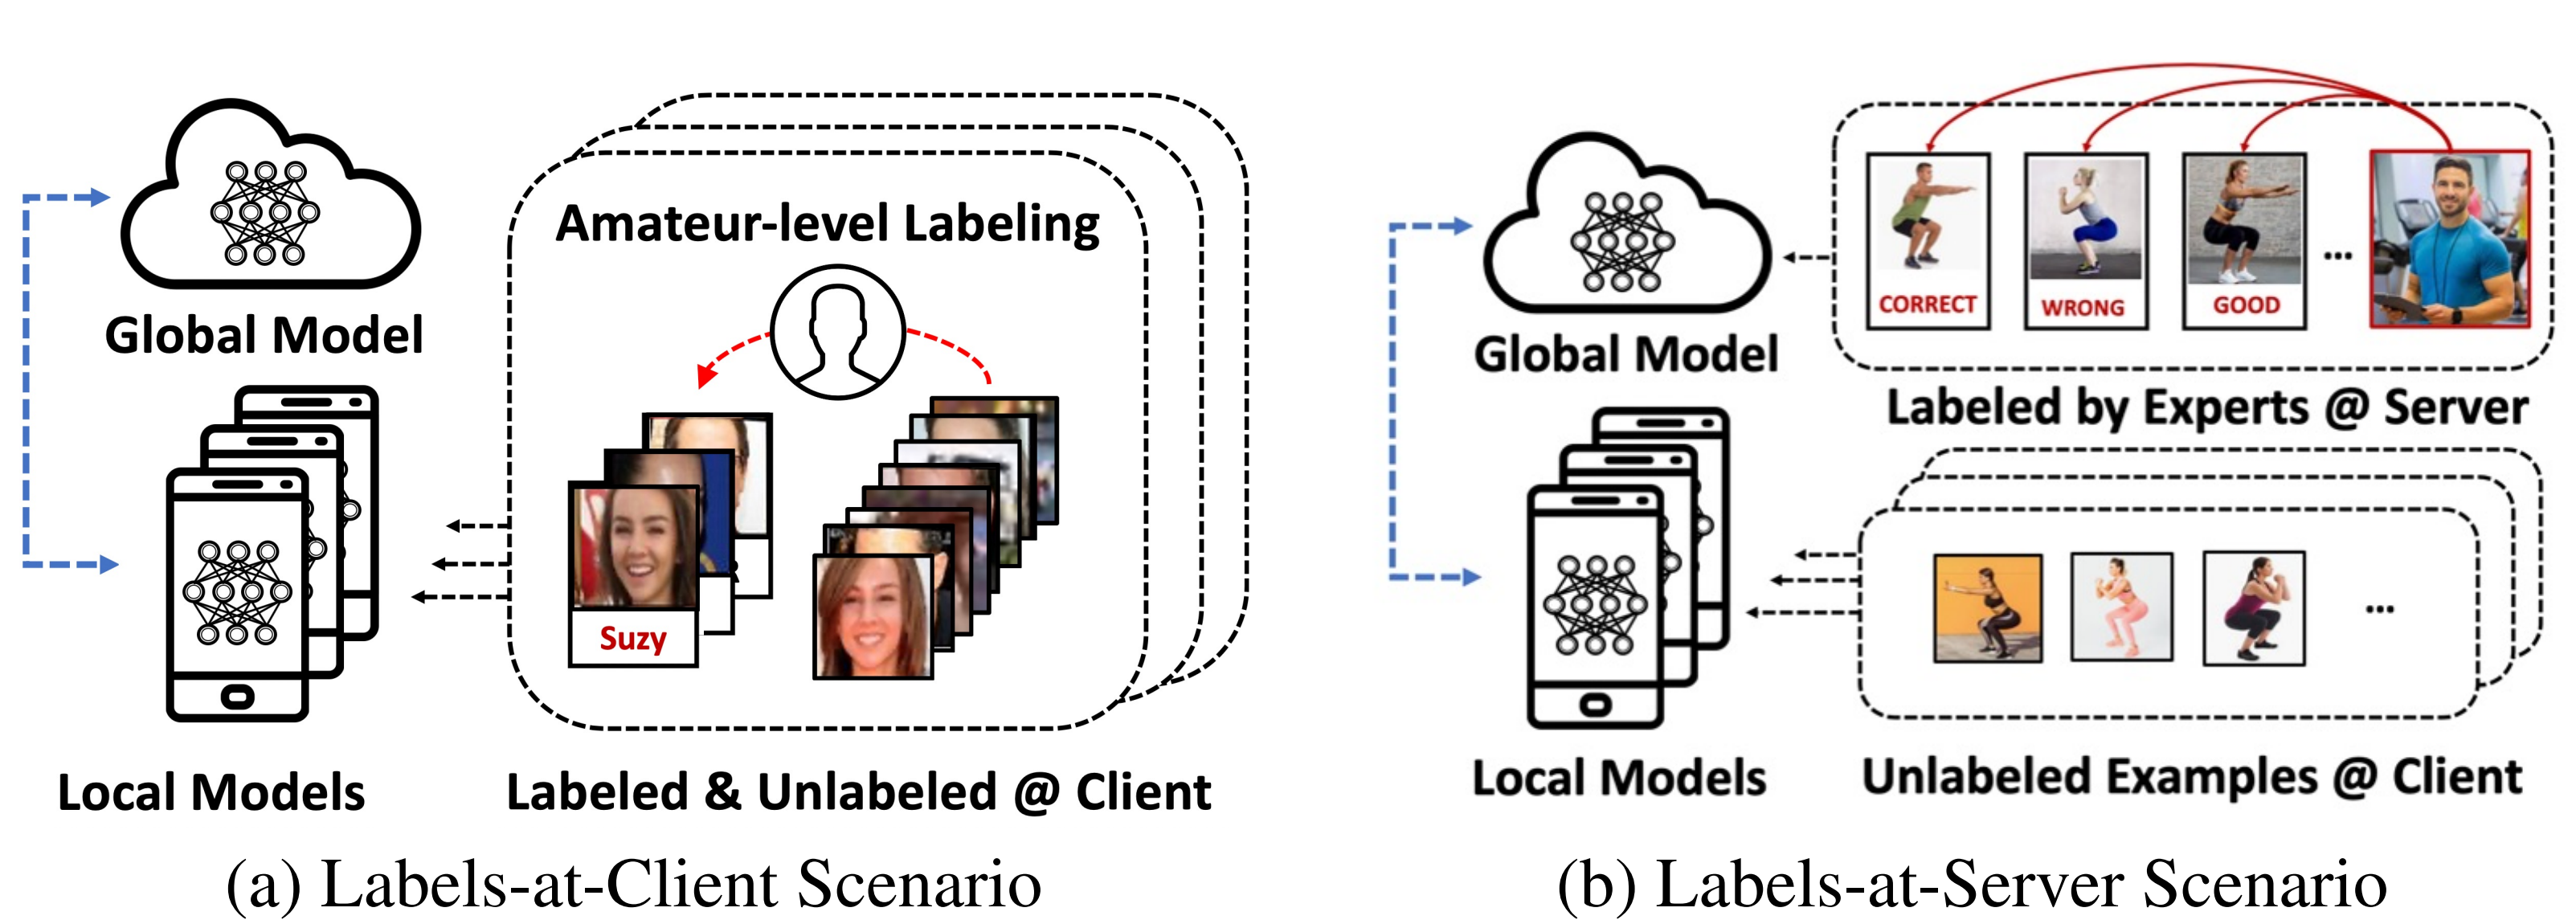 Amateur-level Labeling
Global Model
Suzy
Local Models
Labeled & Unlabeled @ Client
(a) Labels-at-Client Scenario
CORRECT
WRONG
GOOD
...
Global Model
Labeled by Experts @ Server
...
Local Models
Unlabeled Examples @ Client
(b) Labels-at-Server Scenario